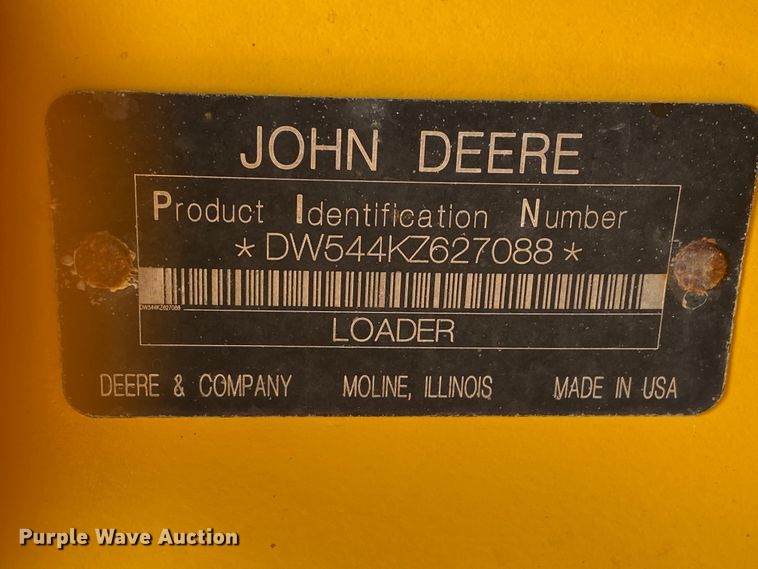 JOHN DEERE
Product Identification Number
* DW544KZ627088 *
DW544KZ627088
LOADER
DEERE & COMPANY MOLINE, ILLINOIS MADE IN USA
Purple Wave Auction